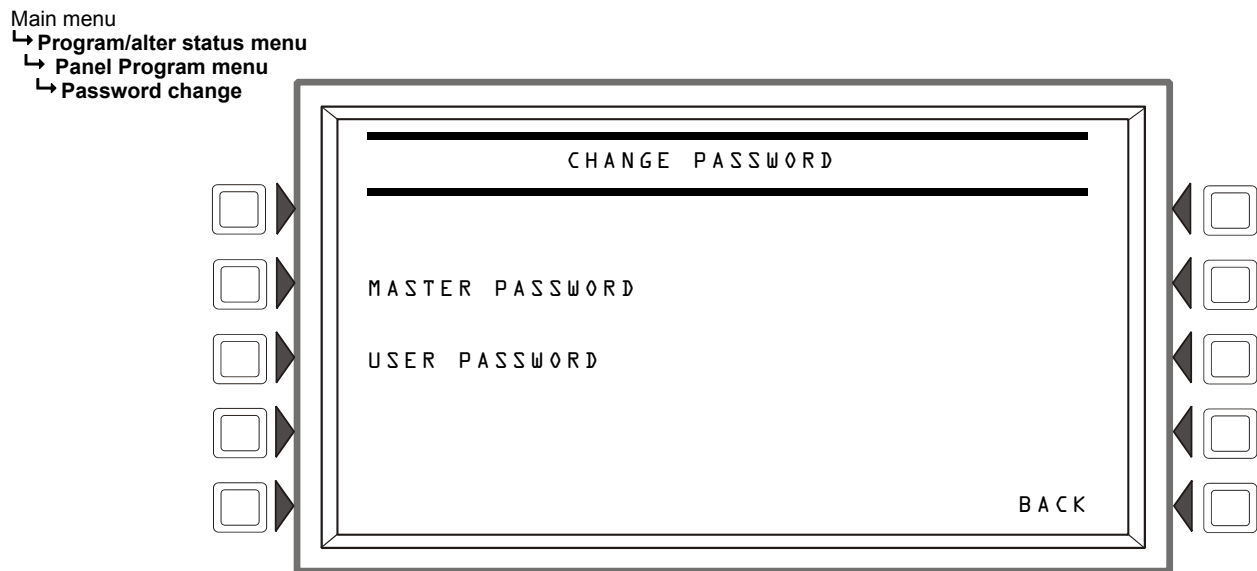 Main menu
Program/alter status menu
Panel Program menu
Password change
CHANGE PASSWORD
MASTER PASSWORD
USER PASSWORD
BACK